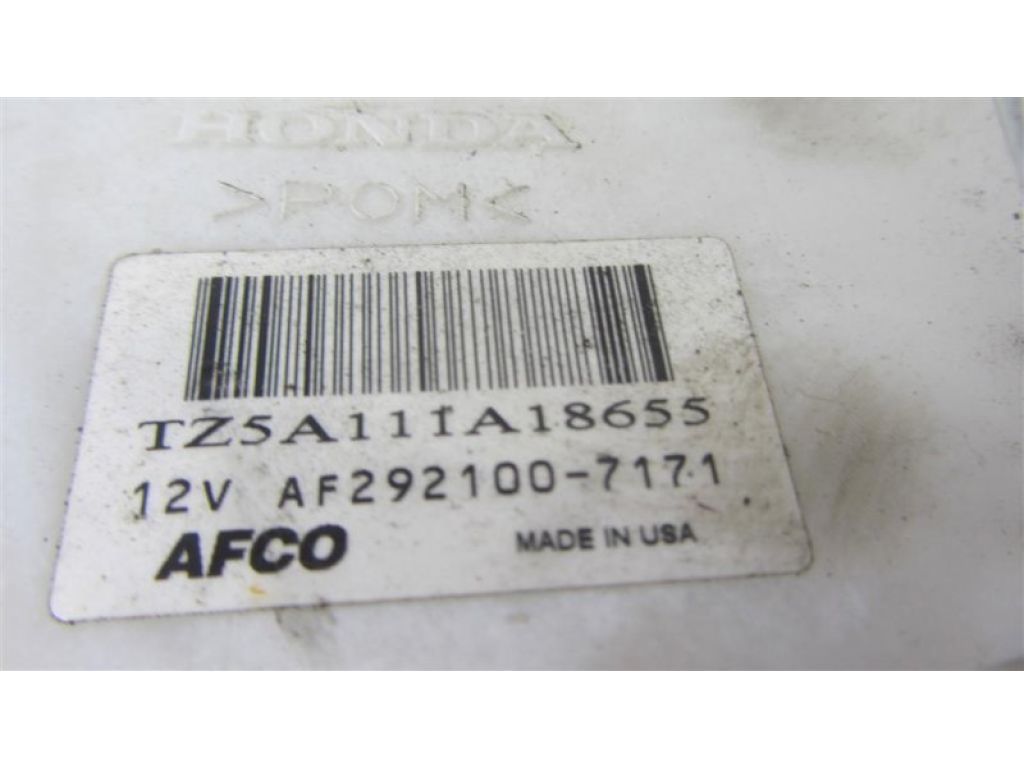 HONDA
>POM<
TZ5A111A18655
12V AF292100-7171
AFCO
MADE IN USA